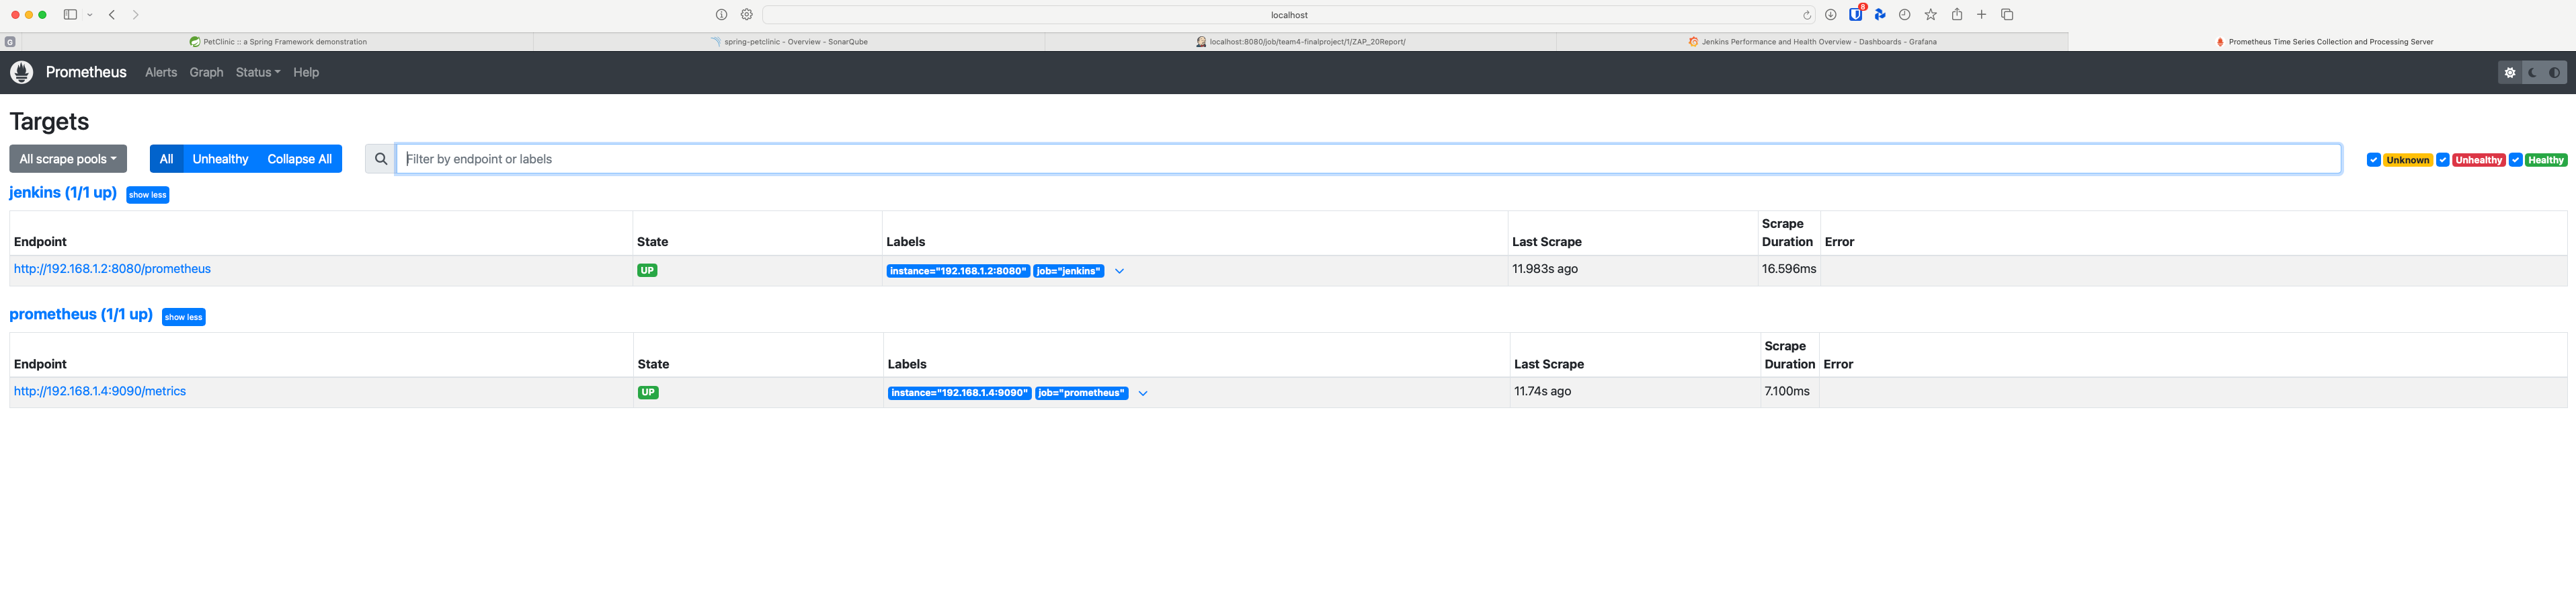 localhost
8
G
PetClinic :: a Spring Framework demonstration
spring-petclinic - Overview - SonarQube
localhost:8080/job/team4-finalproject/1/ZAP_20Report/
Jenkins Performance and Health Overview - Dashboards - Grafana
Prometheus Time Series Collection and Processing Server
Prometheus Alerts Graph Status Help
Targets
All scrape pools All Unhealthy Collapse All Filter by endpoint or labels Unknown Unhealthy Healthy
jenkins (1/1 up) show less
Endpoint State Labels Last Scrape Scrape Duration Error
http://192.168.1.2:8080/prometheus UP instance="192.168.1.2:8080" job="jenkins" 11.983s ago 16.596ms
prometheus (1/1 up) show less
Endpoint State Labels Last Scrape Scrape Duration Error
http://192.168.1.4:9090/metrics UP instance="192.168.1.4:9090" job="prometheus" 11.74s ago 7.100ms